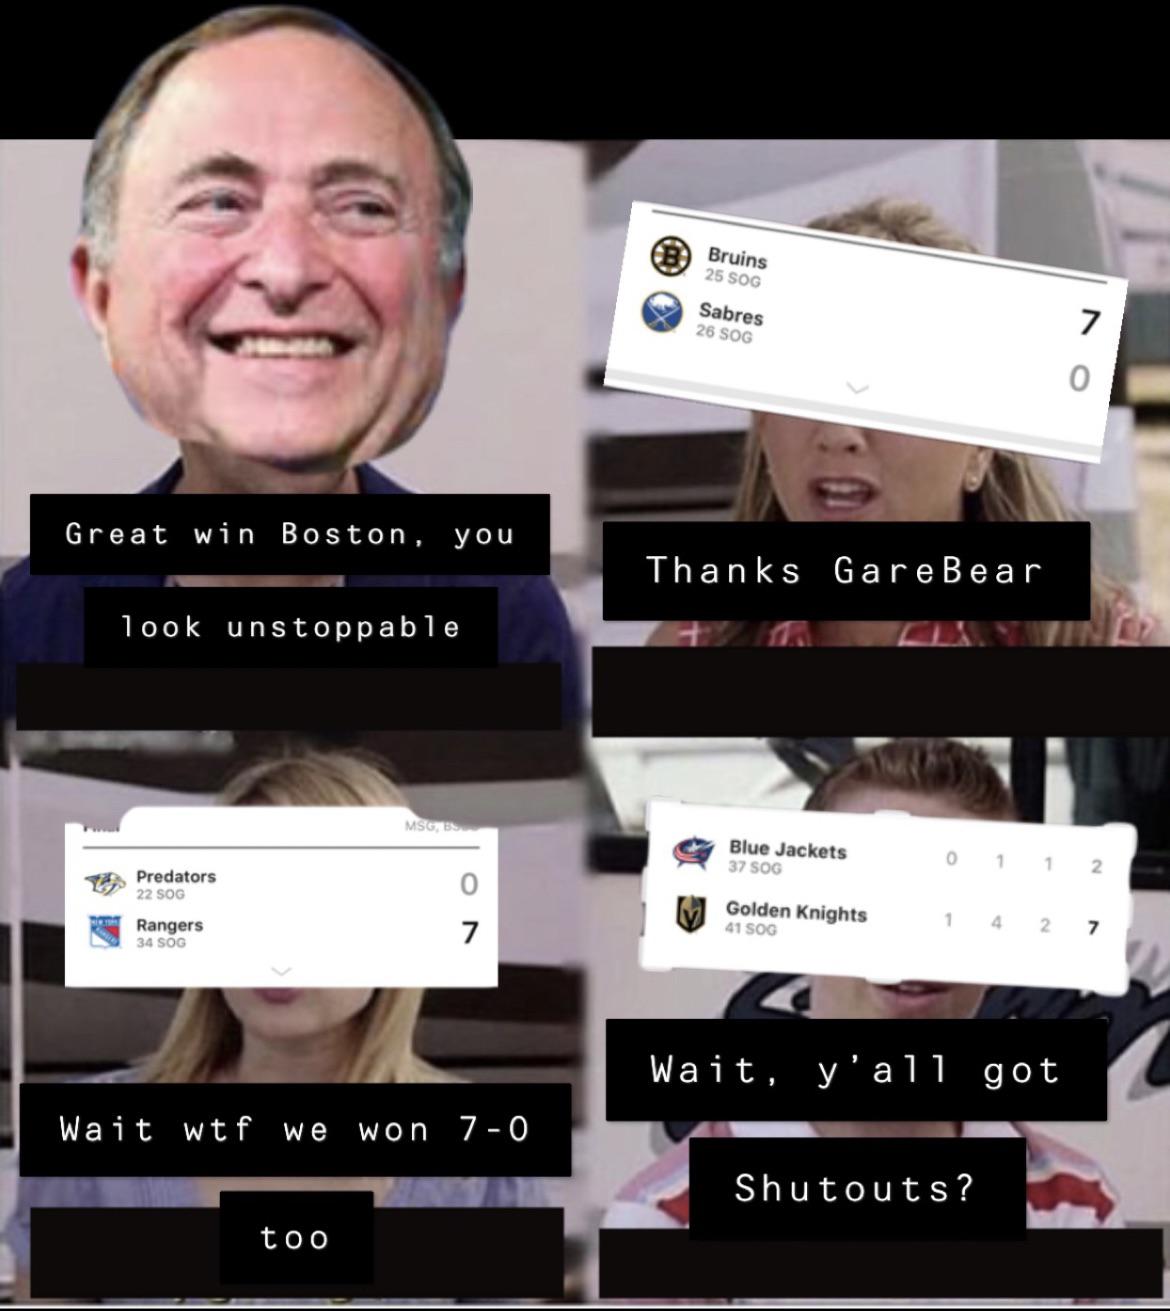 Bruins
25 SOG
7
Sabres
26 SOG
0
Great win Boston, you
look unstoppable
Thanks GareBear
MSG,
Predators
22 SOG
0
Rangers
34 SOG
7
Blue Jackets 0 1 1 2
37 SOG
Golden Knights 1 4 2 7
41 SOG
Wait wtf we won 7-0
too
Wait, y'all got
Shutouts?